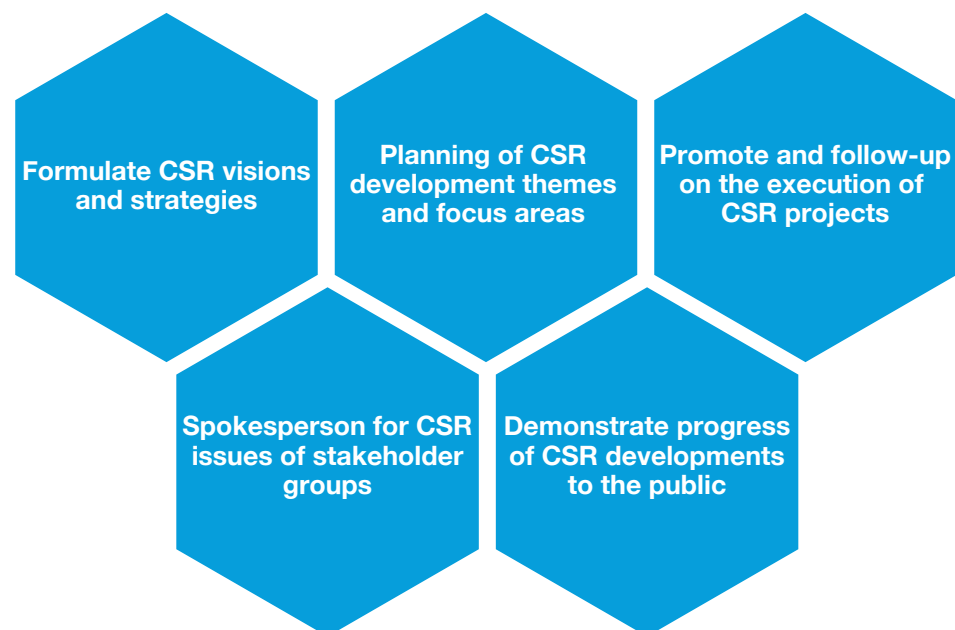 Formulate CSR visions
and strategies
Planning of CSR
development themes
and focus areas
Promote and follow-up
on the execution of
CSR projects
Spokesperson for CSR
issues of stakeholder
groups
Demonstrate progress
of CSR developments
to the public